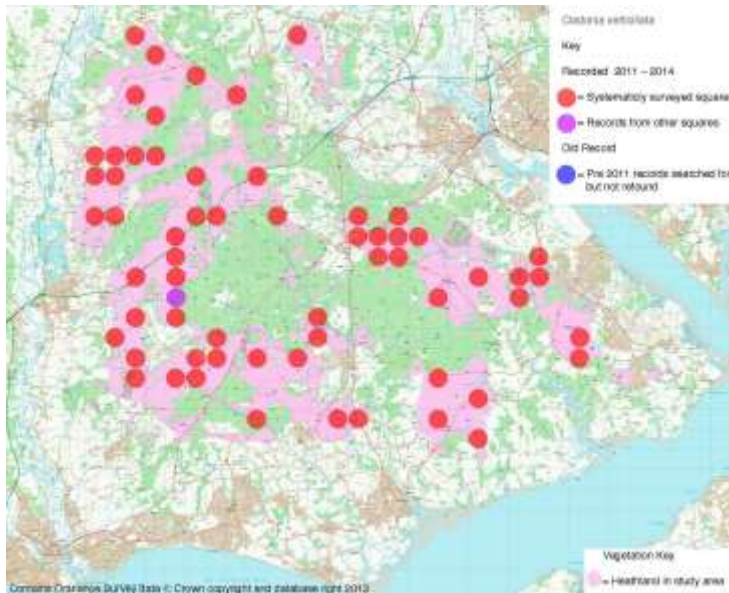 Cladonia verticillata
Key
Recorded 2011 – 2014
= Systematicly surveyed square
= Records from other squares
Old Record
= Pre 2011 records searched for
but not refound
Vegetation Key
= Heathland in study area
Contains Ordnance Survey data © Crown copyright and database right 2013